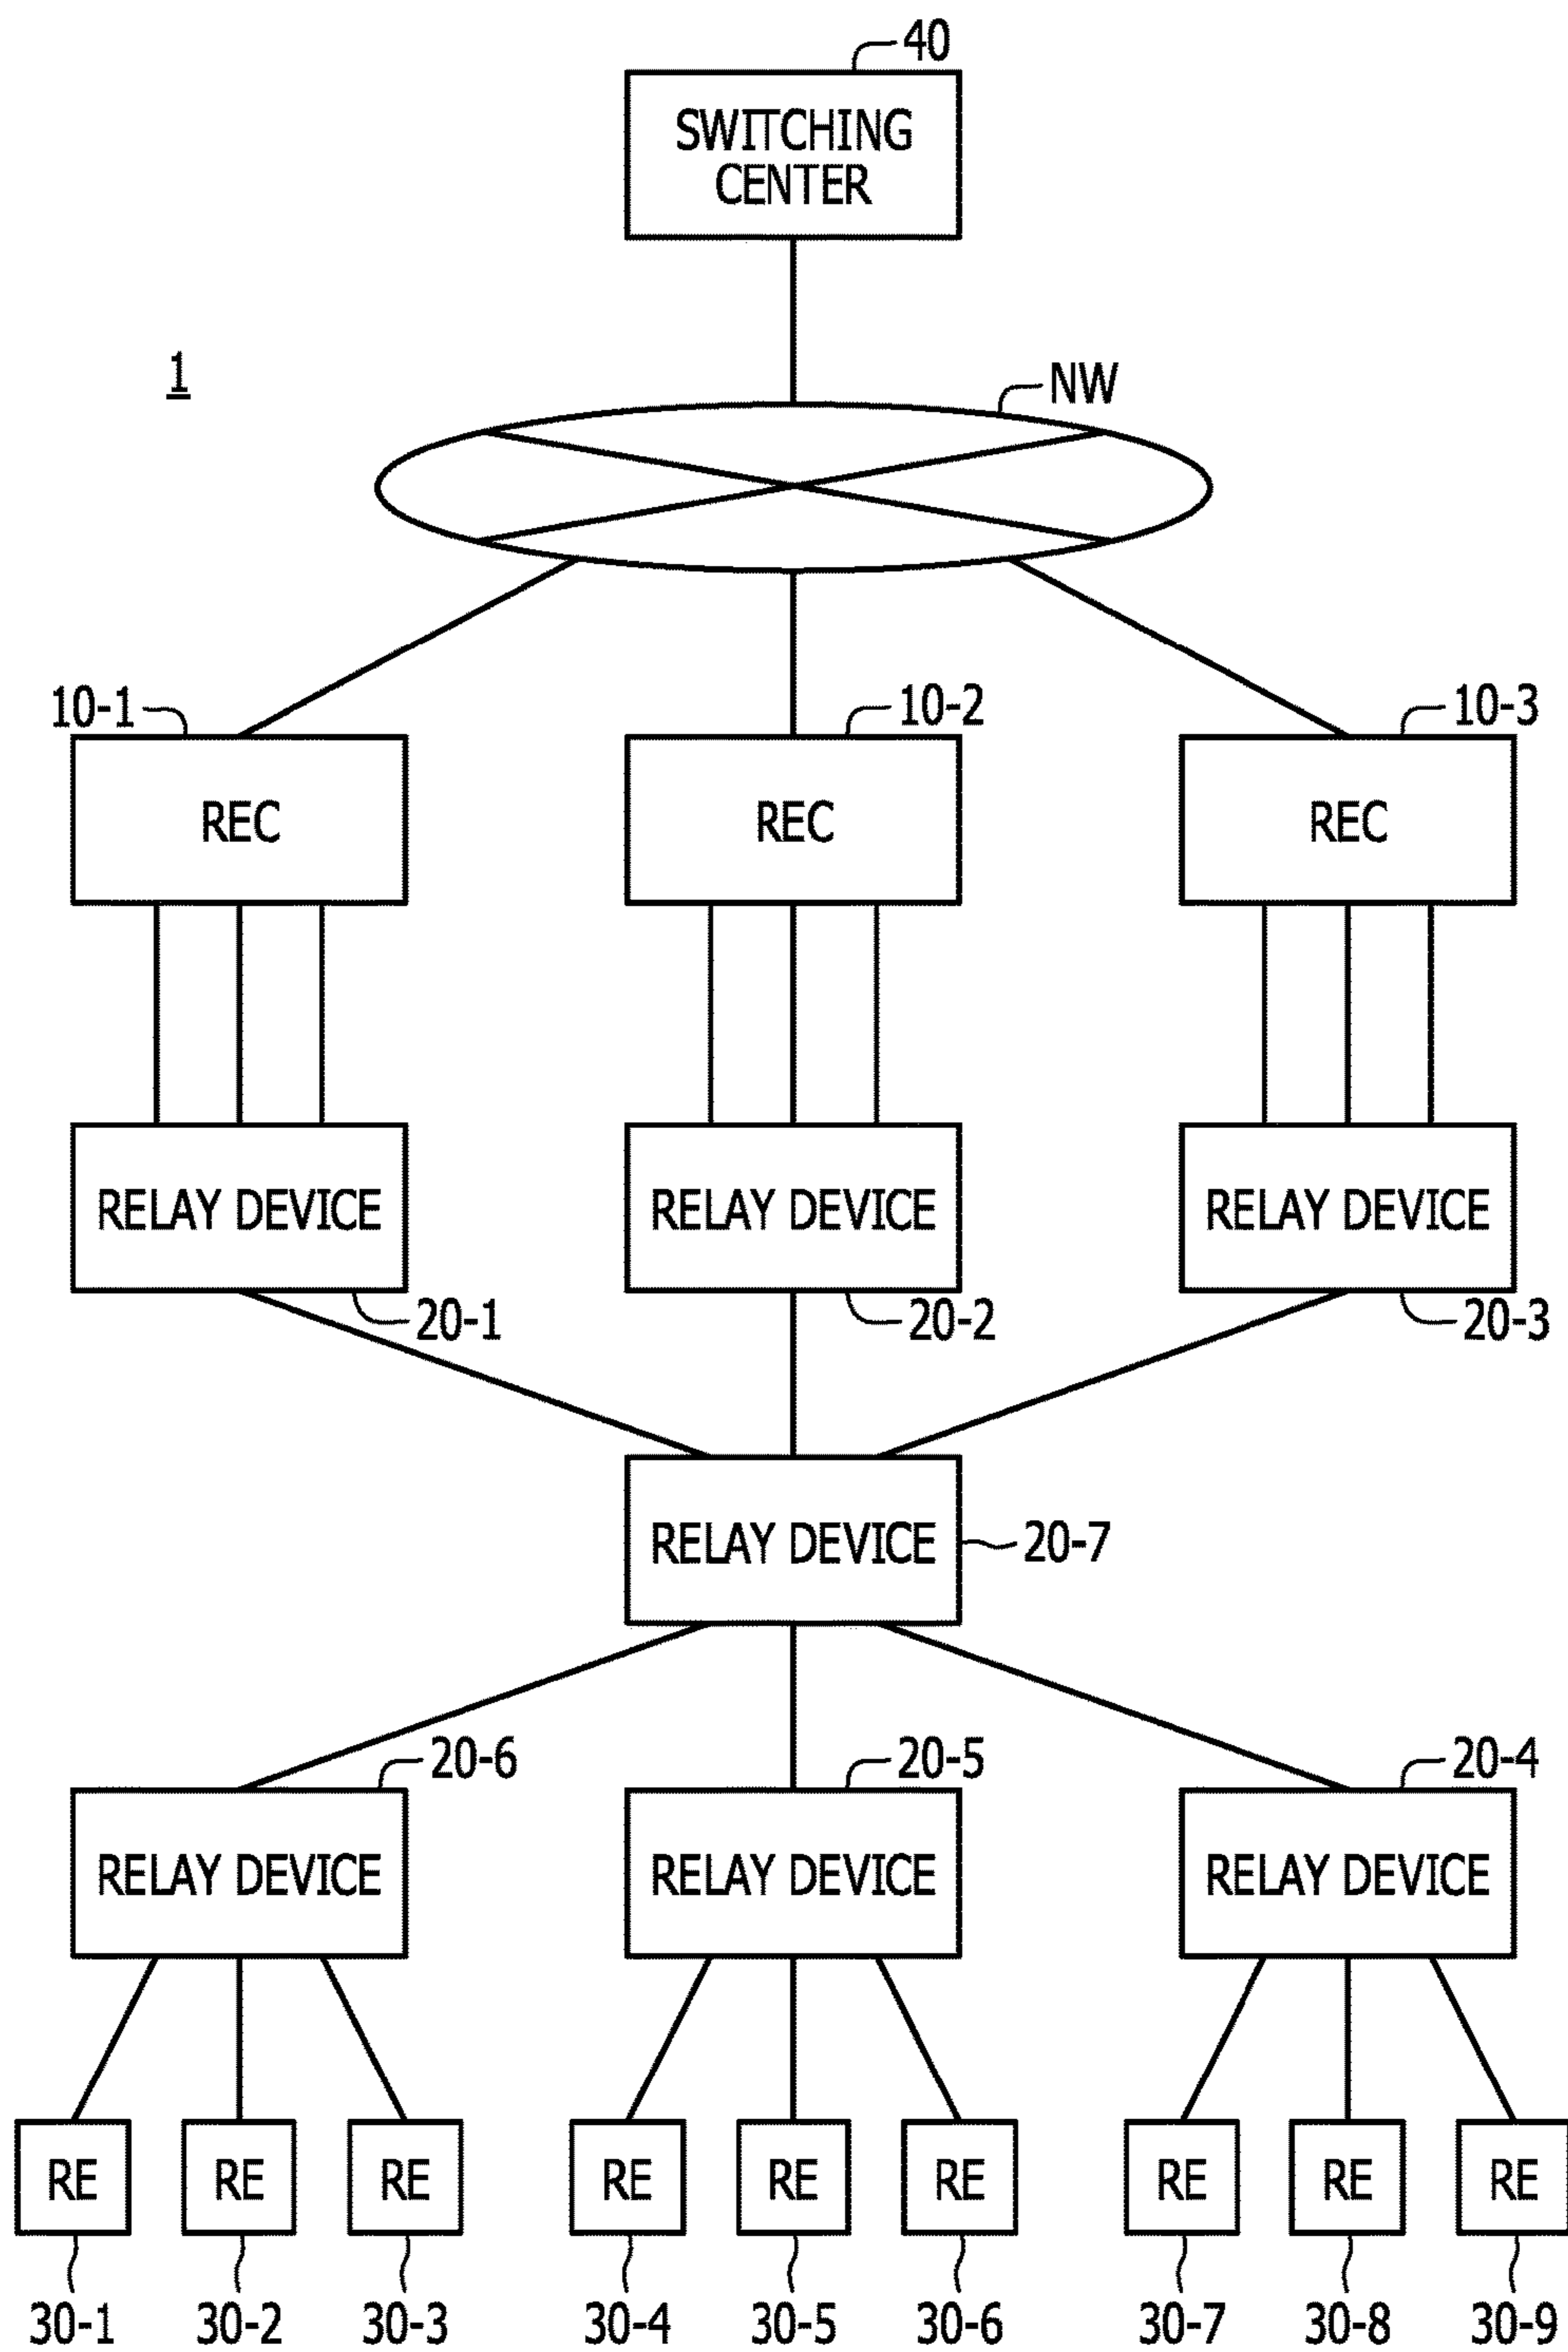 40
SWITCHING
CENTER
1
NW
10-1
10-2
10-3
REC
REC
REC
RELAY DEVICE
RELAY DEVICE
RELAY DEVICE
20-1
20-2
20-3
RELAY DEVICE
20-7
20-6
20-5
20-4
RELAY DEVICE
RELAY DEVICE
RELAY DEVICE
RE
RE
RE
RE
RE
RE
RE
RE
RE
30-1
30-2
30-3
30-4
30-5
30-6
30-7
30-8
30-9